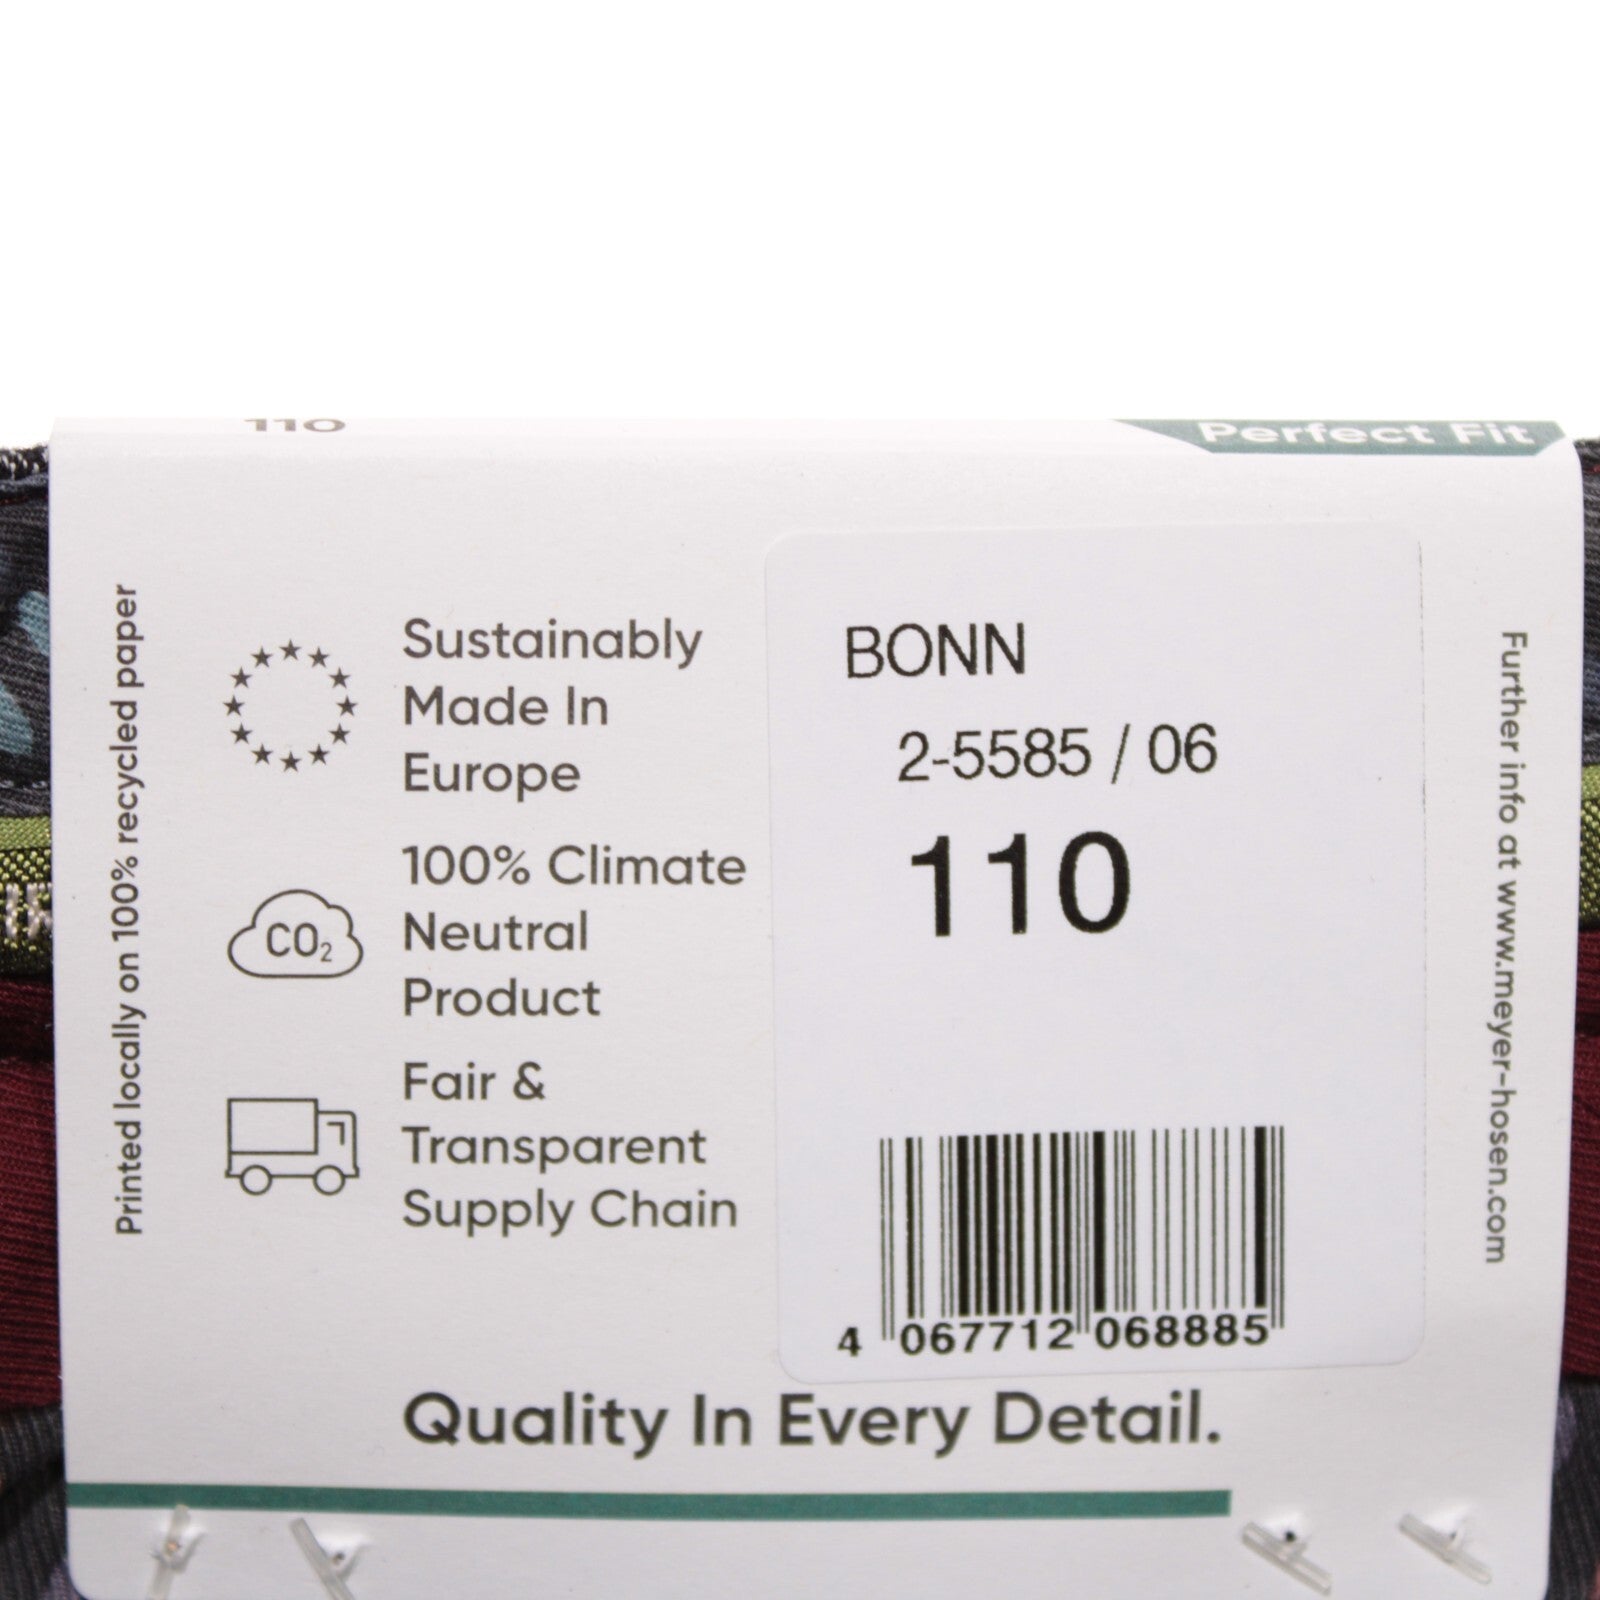 110
Perfect Fit
Printed locally on 100% recycled paper
Sustainably
Made In
Europe
CO₂
100% Climate
Neutral
Product
Fair &
Transparent
Supply Chain
BONN
2-5585 / 06
110
4 067712 068885
Further info at www.meyer-hosen.com
Quality In Every Detail.